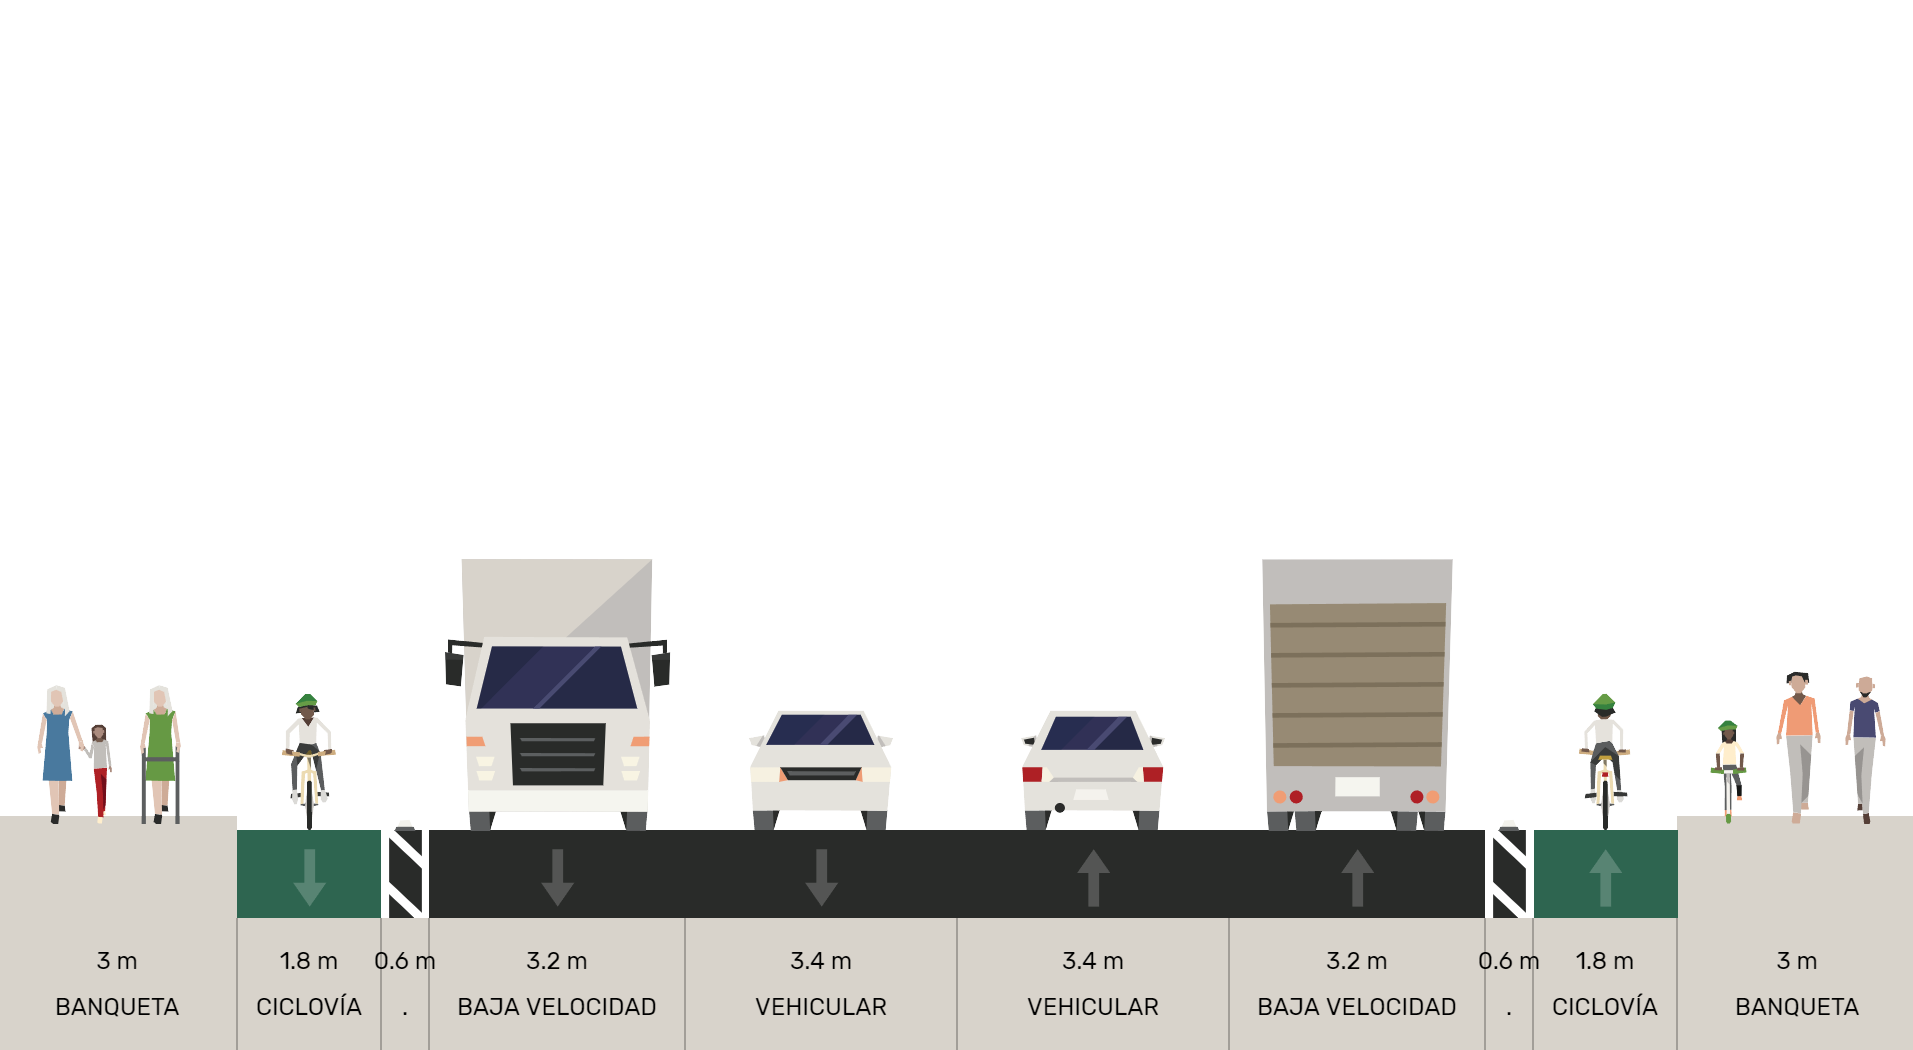 3 m
BANQUETA
1.8 m
CICLOVÍA
0.6 m
.
3.2 m
BAJA VELOCIDAD
3.4 m
VEHICULAR
3.4 m
VEHICULAR
3.2 m
BAJA VELOCIDAD
0.6 m
.
1.8 m
CICLOVÍA
3 m
BANQUETA